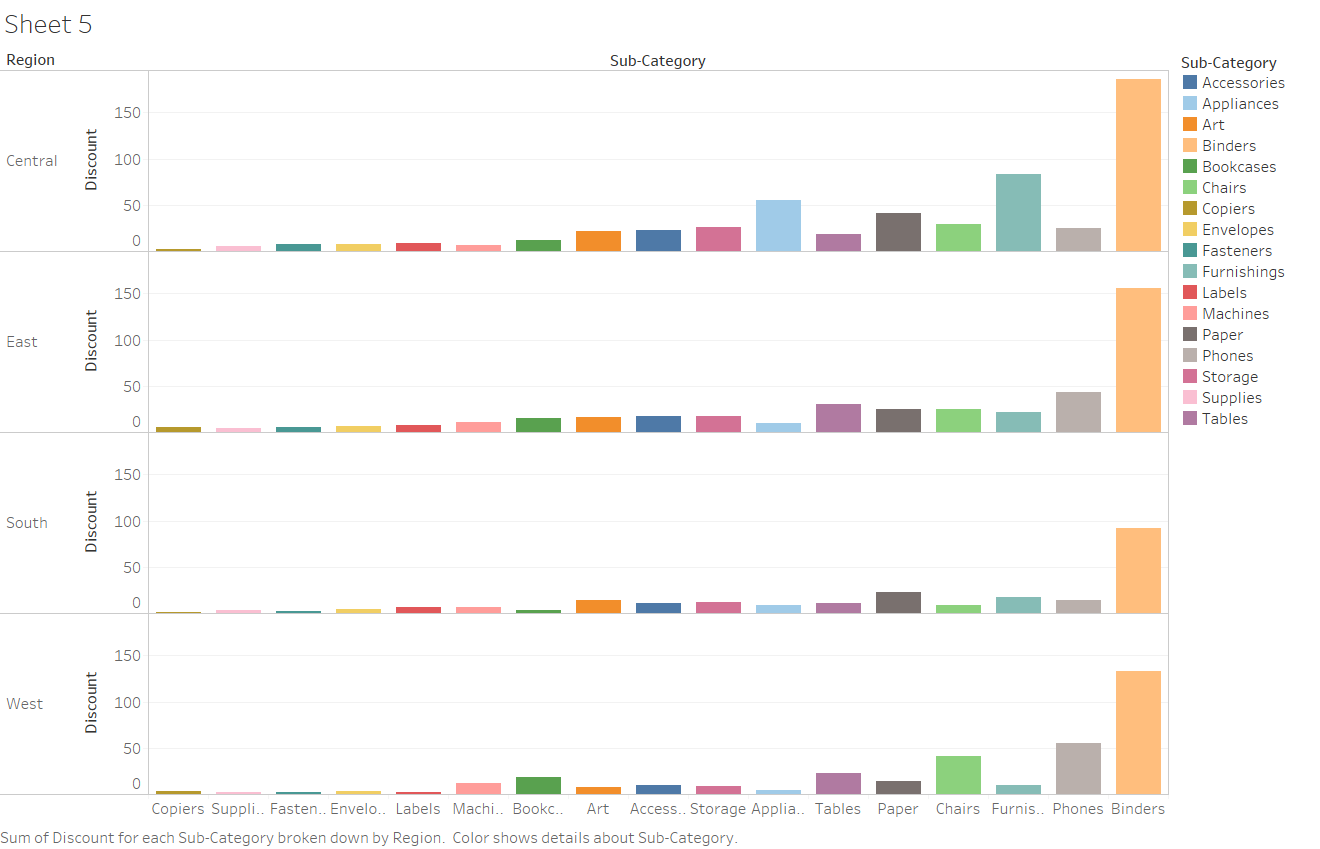 Sheet 5
Region
Sub-Category
Central
Discount
150
100
50
0
East
Discount
150
100
50
0
South
Discount
150
100
50
0
West
Discount
150
100
50
0
Copiers Suppli.. Fasten.. Envelo.. Labels Machi.. Bookc.. Art Access.. Storage Applia.. Tables Paper Chairs Furnis.. Phones Binders
Sum of Discount for each Sub-Category broken down by Region. Color shows details about Sub-Category.
Sub-Category
Accessories
Appliances
Art
Binders
Bookcases
Chairs
Copiers
Envelopes
Fasteners
Furnishings
Labels
Machines
Paper
Phones
Storage
Supplies
Tables